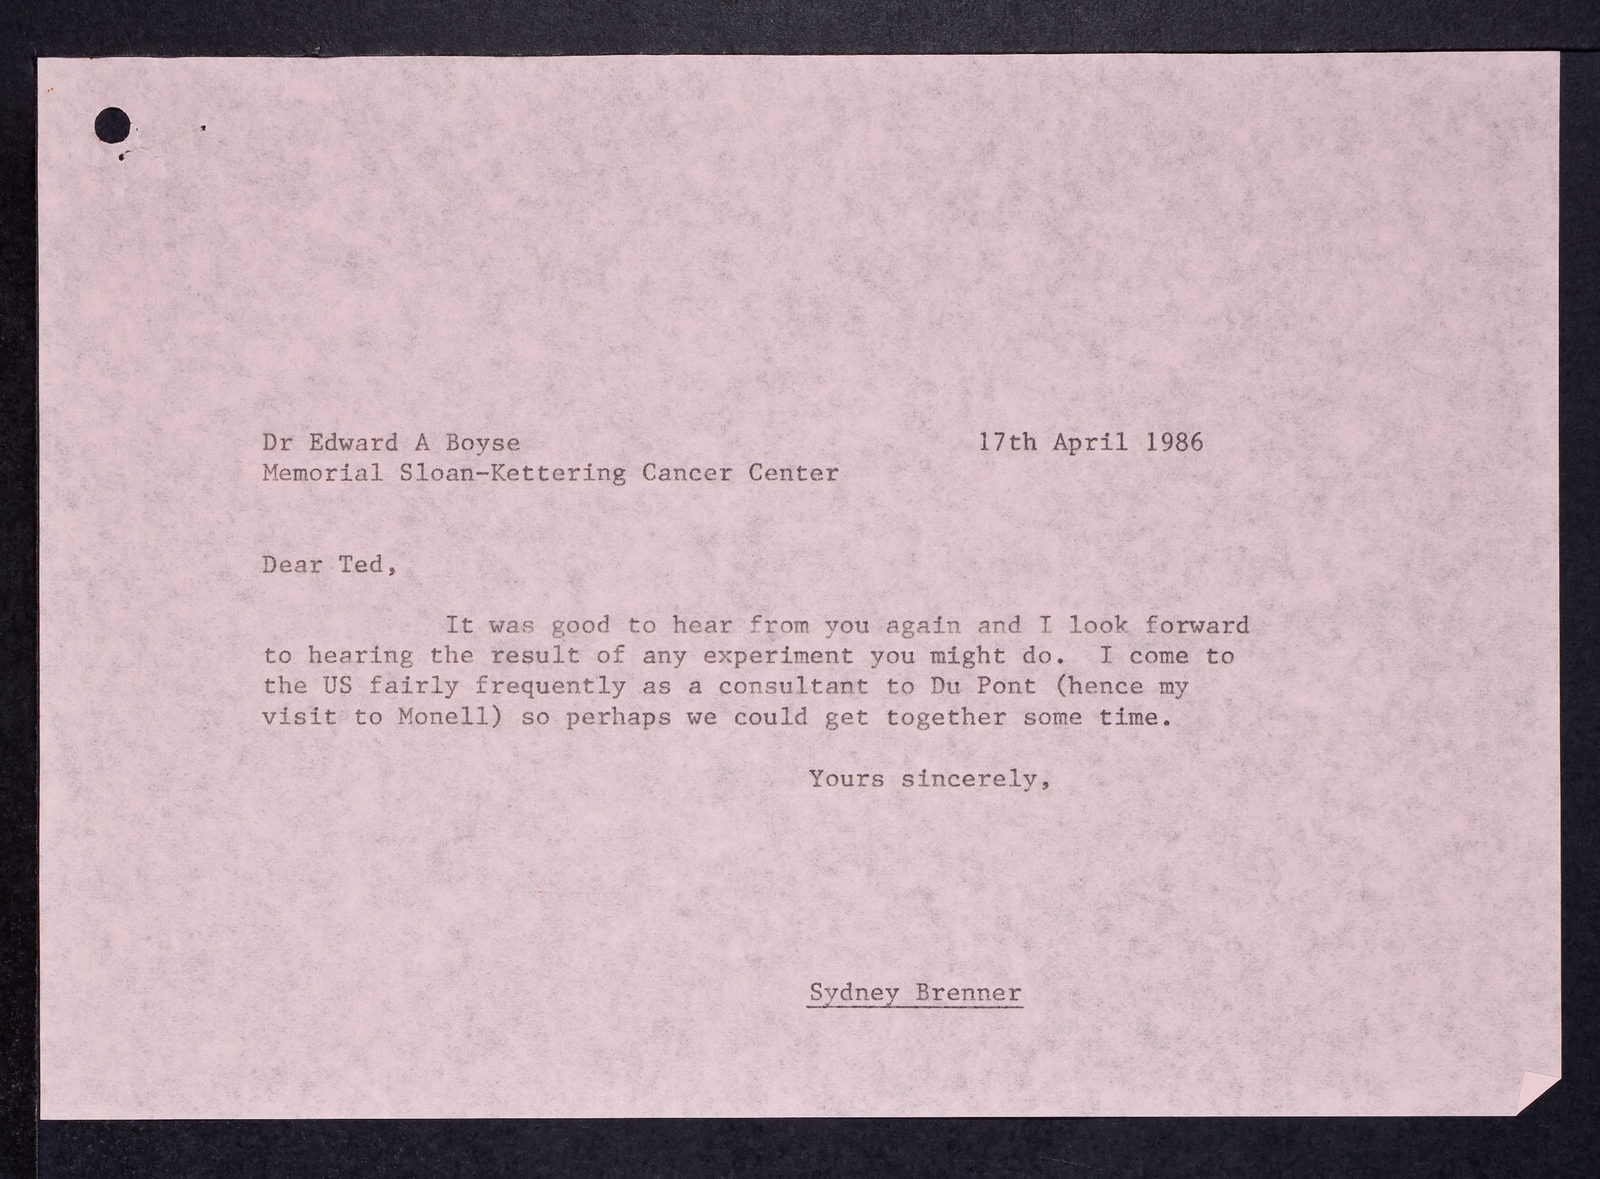 Dr Edward A Boyse 17th April 1986
Memorial Sloan-Kettering Cancer Center
Dear Ted,
It was good to hear from you again and I look forward
to hearing the result of any experiment you might do. I come to
the US fairly frequently as a consultant to Du Pont (hence my
visit to Monell) so perhaps we could get together some time.
Yours sincerely,
Sydney Brenner